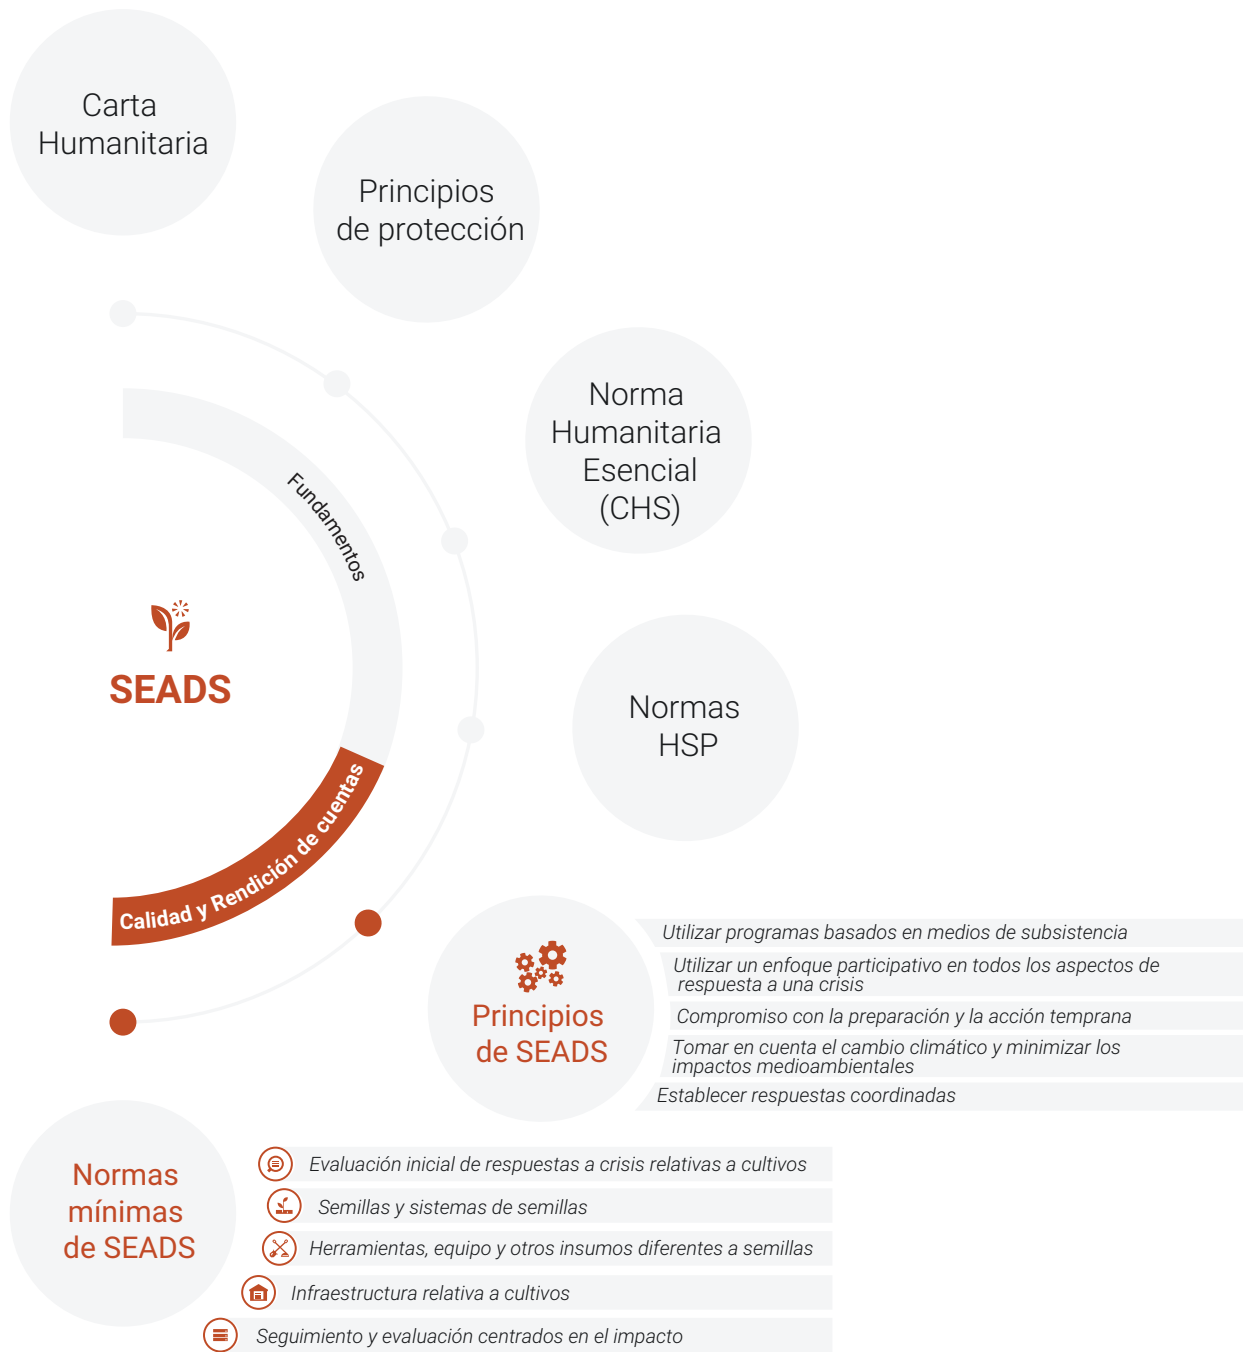 Carta
Humanitaria
Principios
de protección
Norma
Humanitaria
Esencial
(CHS)
Fundamentos
SEADS
Normas
HSP
Calidad y Rendición de cuentas
Principios
de SEADS
Utilizar programas basados en medios de subsistencia
Utilizar un enfoque participativo en todos los aspectos de
respuesta a una crisis
Compromiso con la preparación y la acción temprana
Tomar en cuenta el cambio climático y minimizar los
impactos medioambientales
Establecer respuestas coordinadas
Normas
mínimas
de SEADS
Evaluación inicial de respuestas a crisis relativas a cultivos
Semillas y sistemas de semillas
Herramientas, equipo y otros insumos diferentes a semillas
Infraestructura relativa a cultivos
Seguimiento y evaluación centrados en el impacto